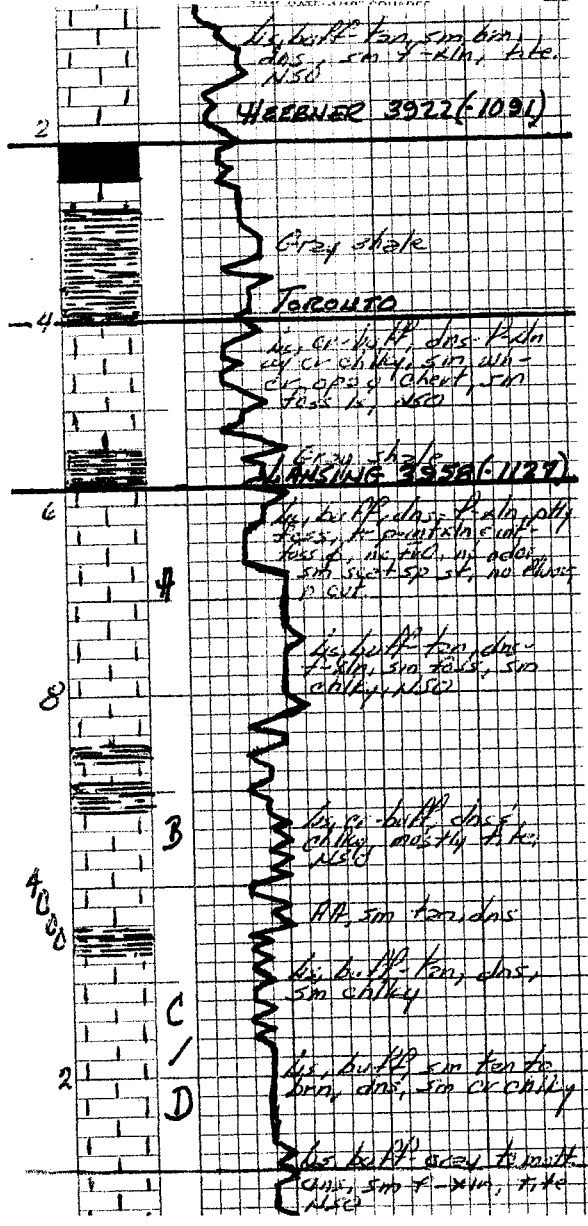 Ls, buff-tan, sm brn,
dns, sm f-xln, tite,
NSO
HEEBNER 3922(-1091)
2
Gray shale
TORONTO
4
Ls, cr-buff, dns-f-xln
w/ cr chlky, sm
cr opaq chert, sm
foss ls, NSO
Gray shale
LANSING 3958(-1127)
6
Ls, buff, dns-f-xln, ptly
foss,
foss no odor,
sm scat sp st, no
cut
A
Ls, buff-tan, dns-
f-xln, sm foss, sm
chlky, NSO
8
Ls, cr-buff dns
chlky, mostly tite,
NSO
B
4000
AA, sm tan, dns
Ls, buff-tan, dns,
sm chlky
C
/
D
Ls, buff, sm tan to
brn, dns, sm cr chlky
2
Ls buff-gray to mott
dns, sm f-xln, tite
NSO